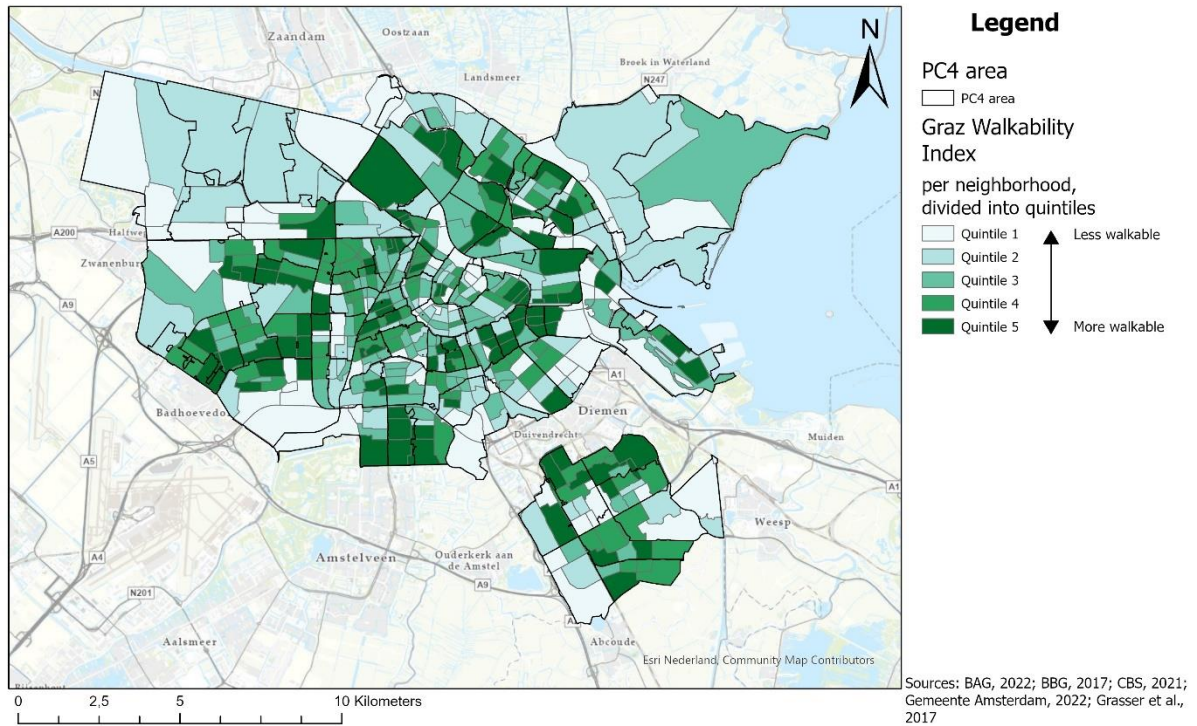 Zaandam
Oostzaan
Landsmeer
Broek in Waterland
N247
N
A200
Halfweg
Zwanenburg
A9
Badhoevedorp
A5
A4
Diemen
Duivendrecht
A1
Muiden
A1
Weesp
Amstelveen
A9
Ouderkerk aan
de Amstel
N201
Aalsmeer
Abcoude
Esri Nederland, Community Map Contributors
0 2,5 5 10 Kilometers
Legend
PC4 area
PC4 area
Graz Walkability
Index
per neighborhood,
divided into quintiles
Quintile 1 Less walkable
Quintile 2
Quintile 3
Quintile 4
Quintile 5 More walkable
Sources: BAG, 2022; BBG, 2017; CBS, 2021;
Gemeente Amsterdam, 2022; Grasser et al.,
2017